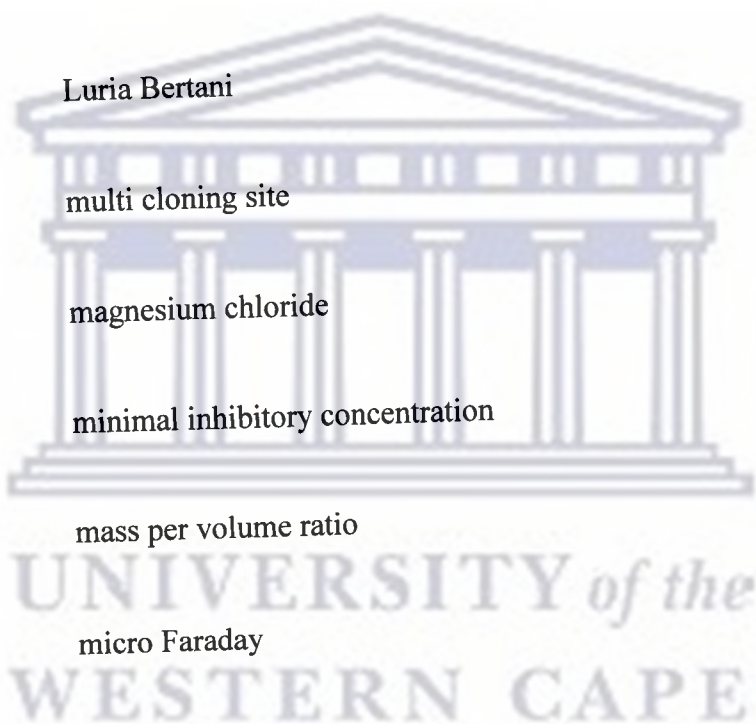 Luria Bertani
multi cloning site
magnesium chloride
minimal inhibitory concentration
mass per volume ratio
UNIVERSITY of the
micro Faraday
WESTERN CAPE